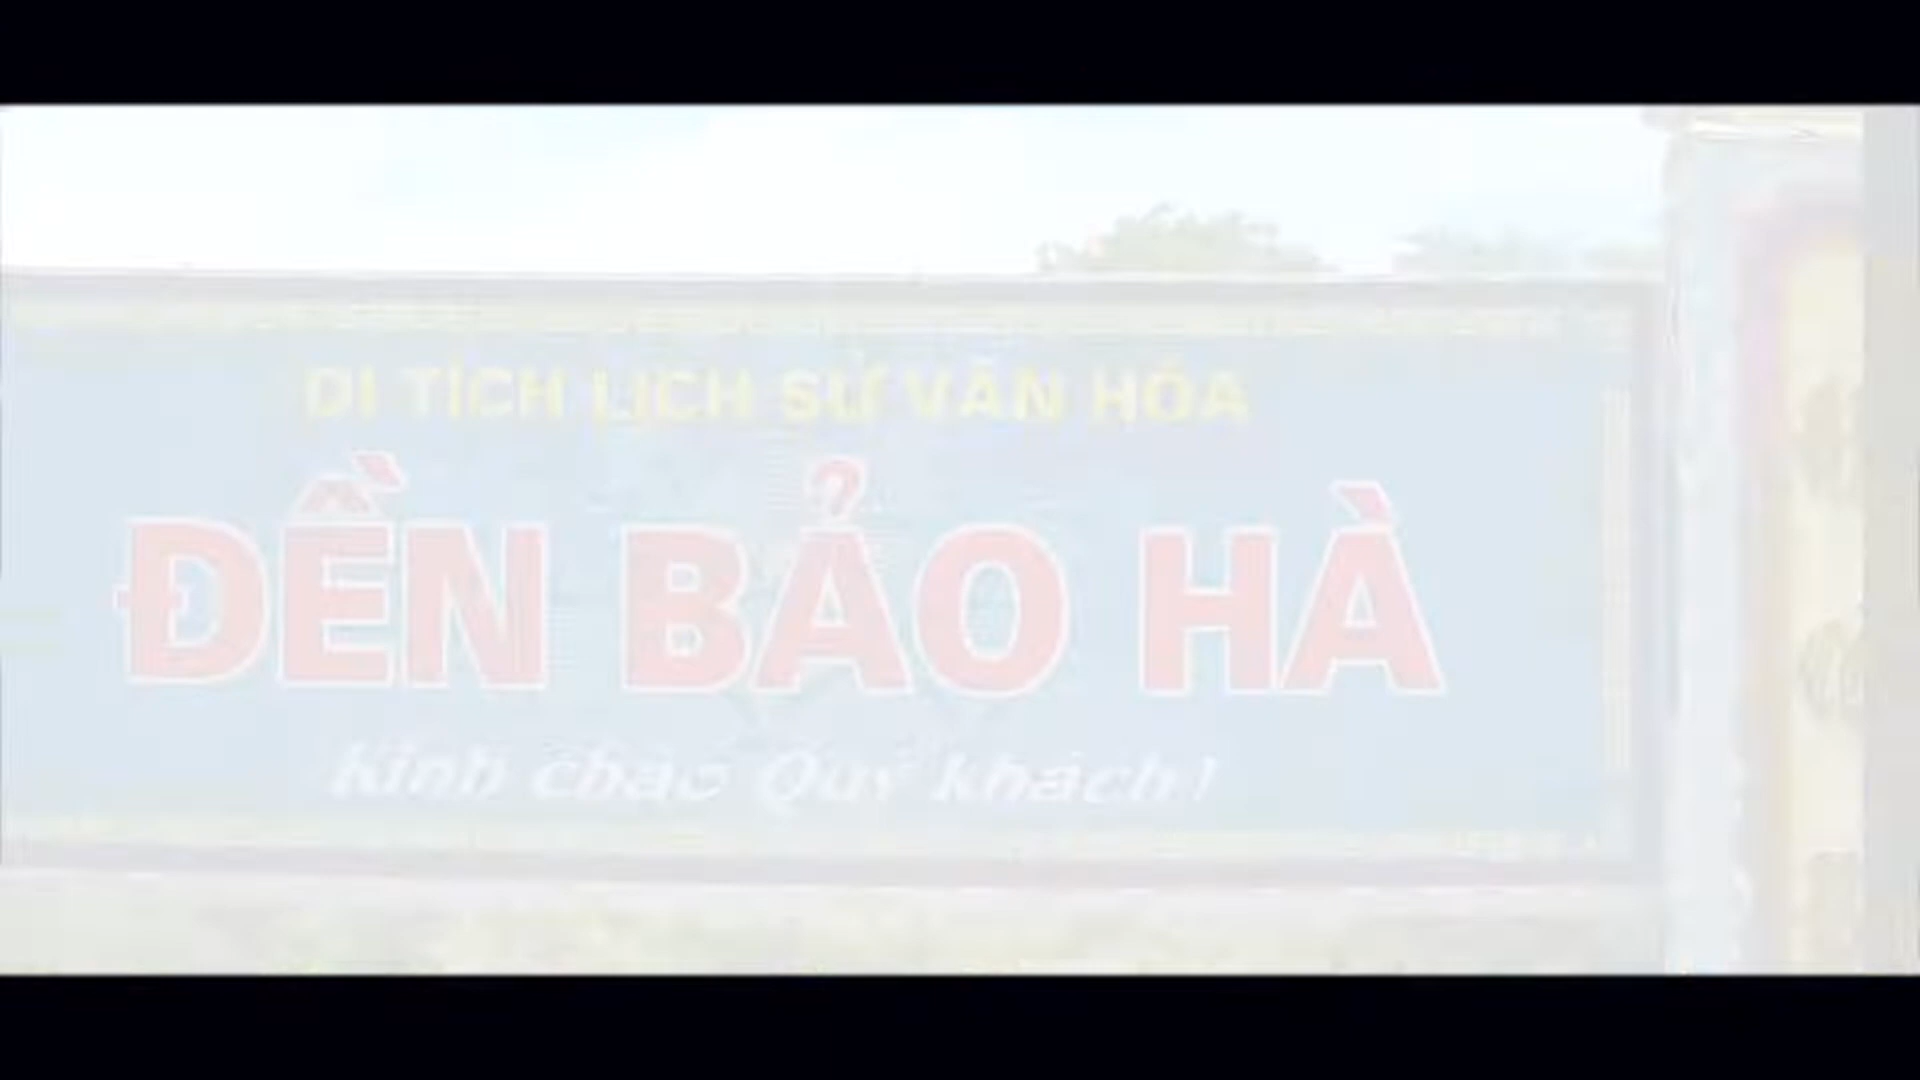 DI TÍCH LỊCH SỬ VĂN HÓA
ĐỀN BẢO HÀ
Kính chào Quý khách!